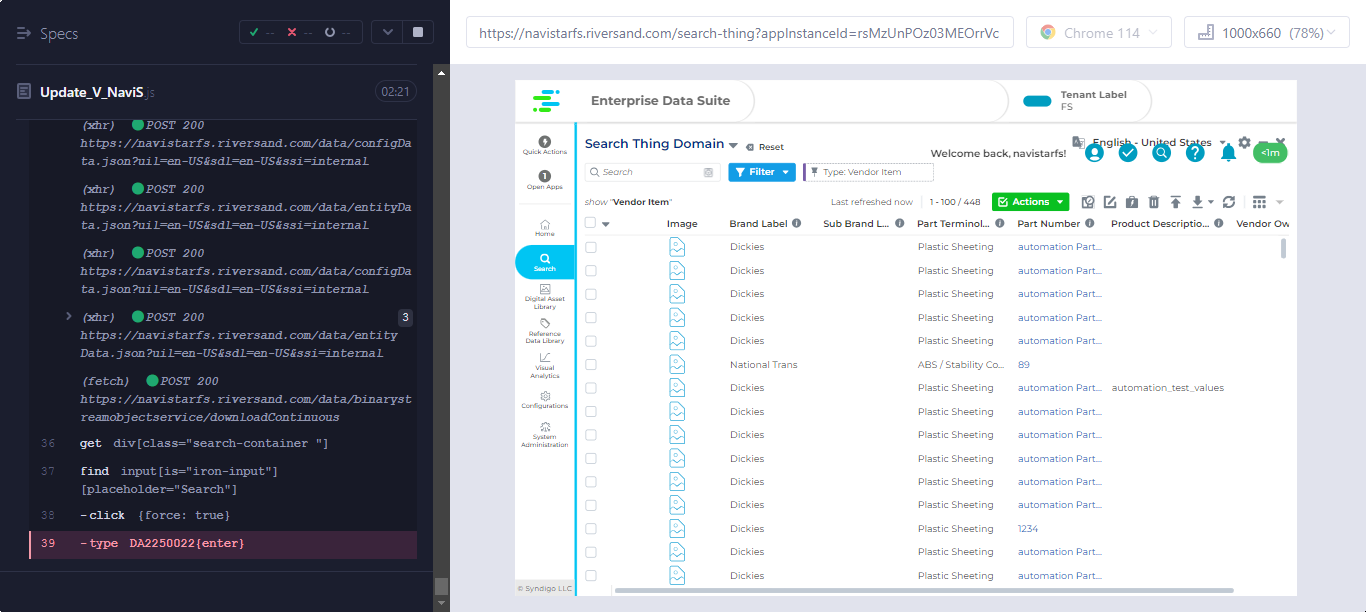 Specs
-- -- --
Update_V_NaviS.js
02:21
(xhr) POST 200
https://navistarfs.riversand.com/data/configDa
ta.json?uil=en-US&sdl=en-US&ssi=internal
(xhr) POST 200
https://navistarfs.riversand.com/data/entityDa
ta.json?uil=en-US&sdl=en-US&ssi=internal
(xhr) POST 200
https://navistarfs.riversand.com/data/configDa
ta.json?uil=en-US&sdl=en-US&ssi=internal
(xhr) POST 200 3
https://navistarfs.riversand.com/data/entity
Data.json?uil=en-US&sdl=en-US&ssi=internal
(fetch) POST 200
https://navistarfs.riversand.com/data/binaryst
reamobjectservice/downloadContinuous
36 get div[class="search-container "]
37 find input[is="iron-input"]
[placeholder="Search"]
38 -click {force: true}
39 -type DA2250022{enter}
https://navistarfs.riversand.com/search-thing?appInstanceId=rsMzUnPOz03MEOrrVc
Chrome 114
1000x660 (78%)
Enterprise Data Suite
Tenant Label
FS
Quick Actions
1
Open Apps
Home
Search
Digital Asset
Library
Reference
Data Library
Visual
Analytics
Configurations
System
Administration
© Syndigo LLC
Search Thing Domain Reset
English - United States
Welcome back, navistarfs!
<1m
Search
Filter
Type: Vendor Item
show "Vendor Item"
Last refreshed now 1 - 100 / 448 Actions
Image Brand Label Sub Brand L... Part Terminol... Part Number Product Descriptio... Vendor Ow
Dickies Plastic Sheeting automation Part...
Dickies Plastic Sheeting automation Part...
Dickies Plastic Sheeting automation Part...
Dickies Plastic Sheeting automation Part...
Dickies Plastic Sheeting automation Part...
National Trans ABS / Stability Co... 89
Dickies Plastic Sheeting automation Part... automation_test_values
Dickies Plastic Sheeting automation Part...
Dickies Plastic Sheeting automation Part...
Dickies Plastic Sheeting automation Part...
Dickies Plastic Sheeting automation Part...
Dickies Plastic Sheeting automation Part...
Dickies Plastic Sheeting 1234
Dickies Plastic Sheeting automation Part...
Dickies Plastic Sheeting automation Part...